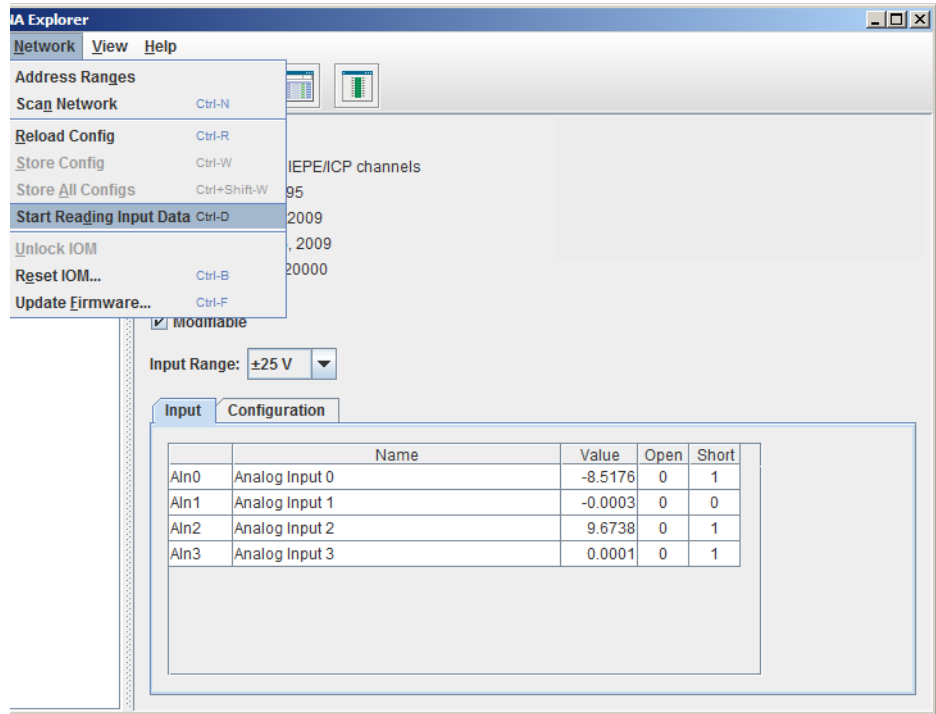 NA Explorer
Network View Help
Address Ranges
Scan Network Ctrl-N
Reload Config Ctrl-R
Store Config Ctrl-W
Store All Configs Ctrl+Shift-W
Start Reading Input Data Ctrl-D
Unlock IOM
Reset IOM... Ctrl-B
Update Firmware... Ctrl-F
IEPE/ICP channels
95
2009
, 2009
20000
Modifiable
Input Range: ±25 V
Input Configuration
Name Value Open Short
AIn0 Analog Input 0 -8.5176 0 1
AIn1 Analog Input 1 -0.0003 0 0
AIn2 Analog Input 2 9.6738 0 1
AIn3 Analog Input 3 0.0001 0 1